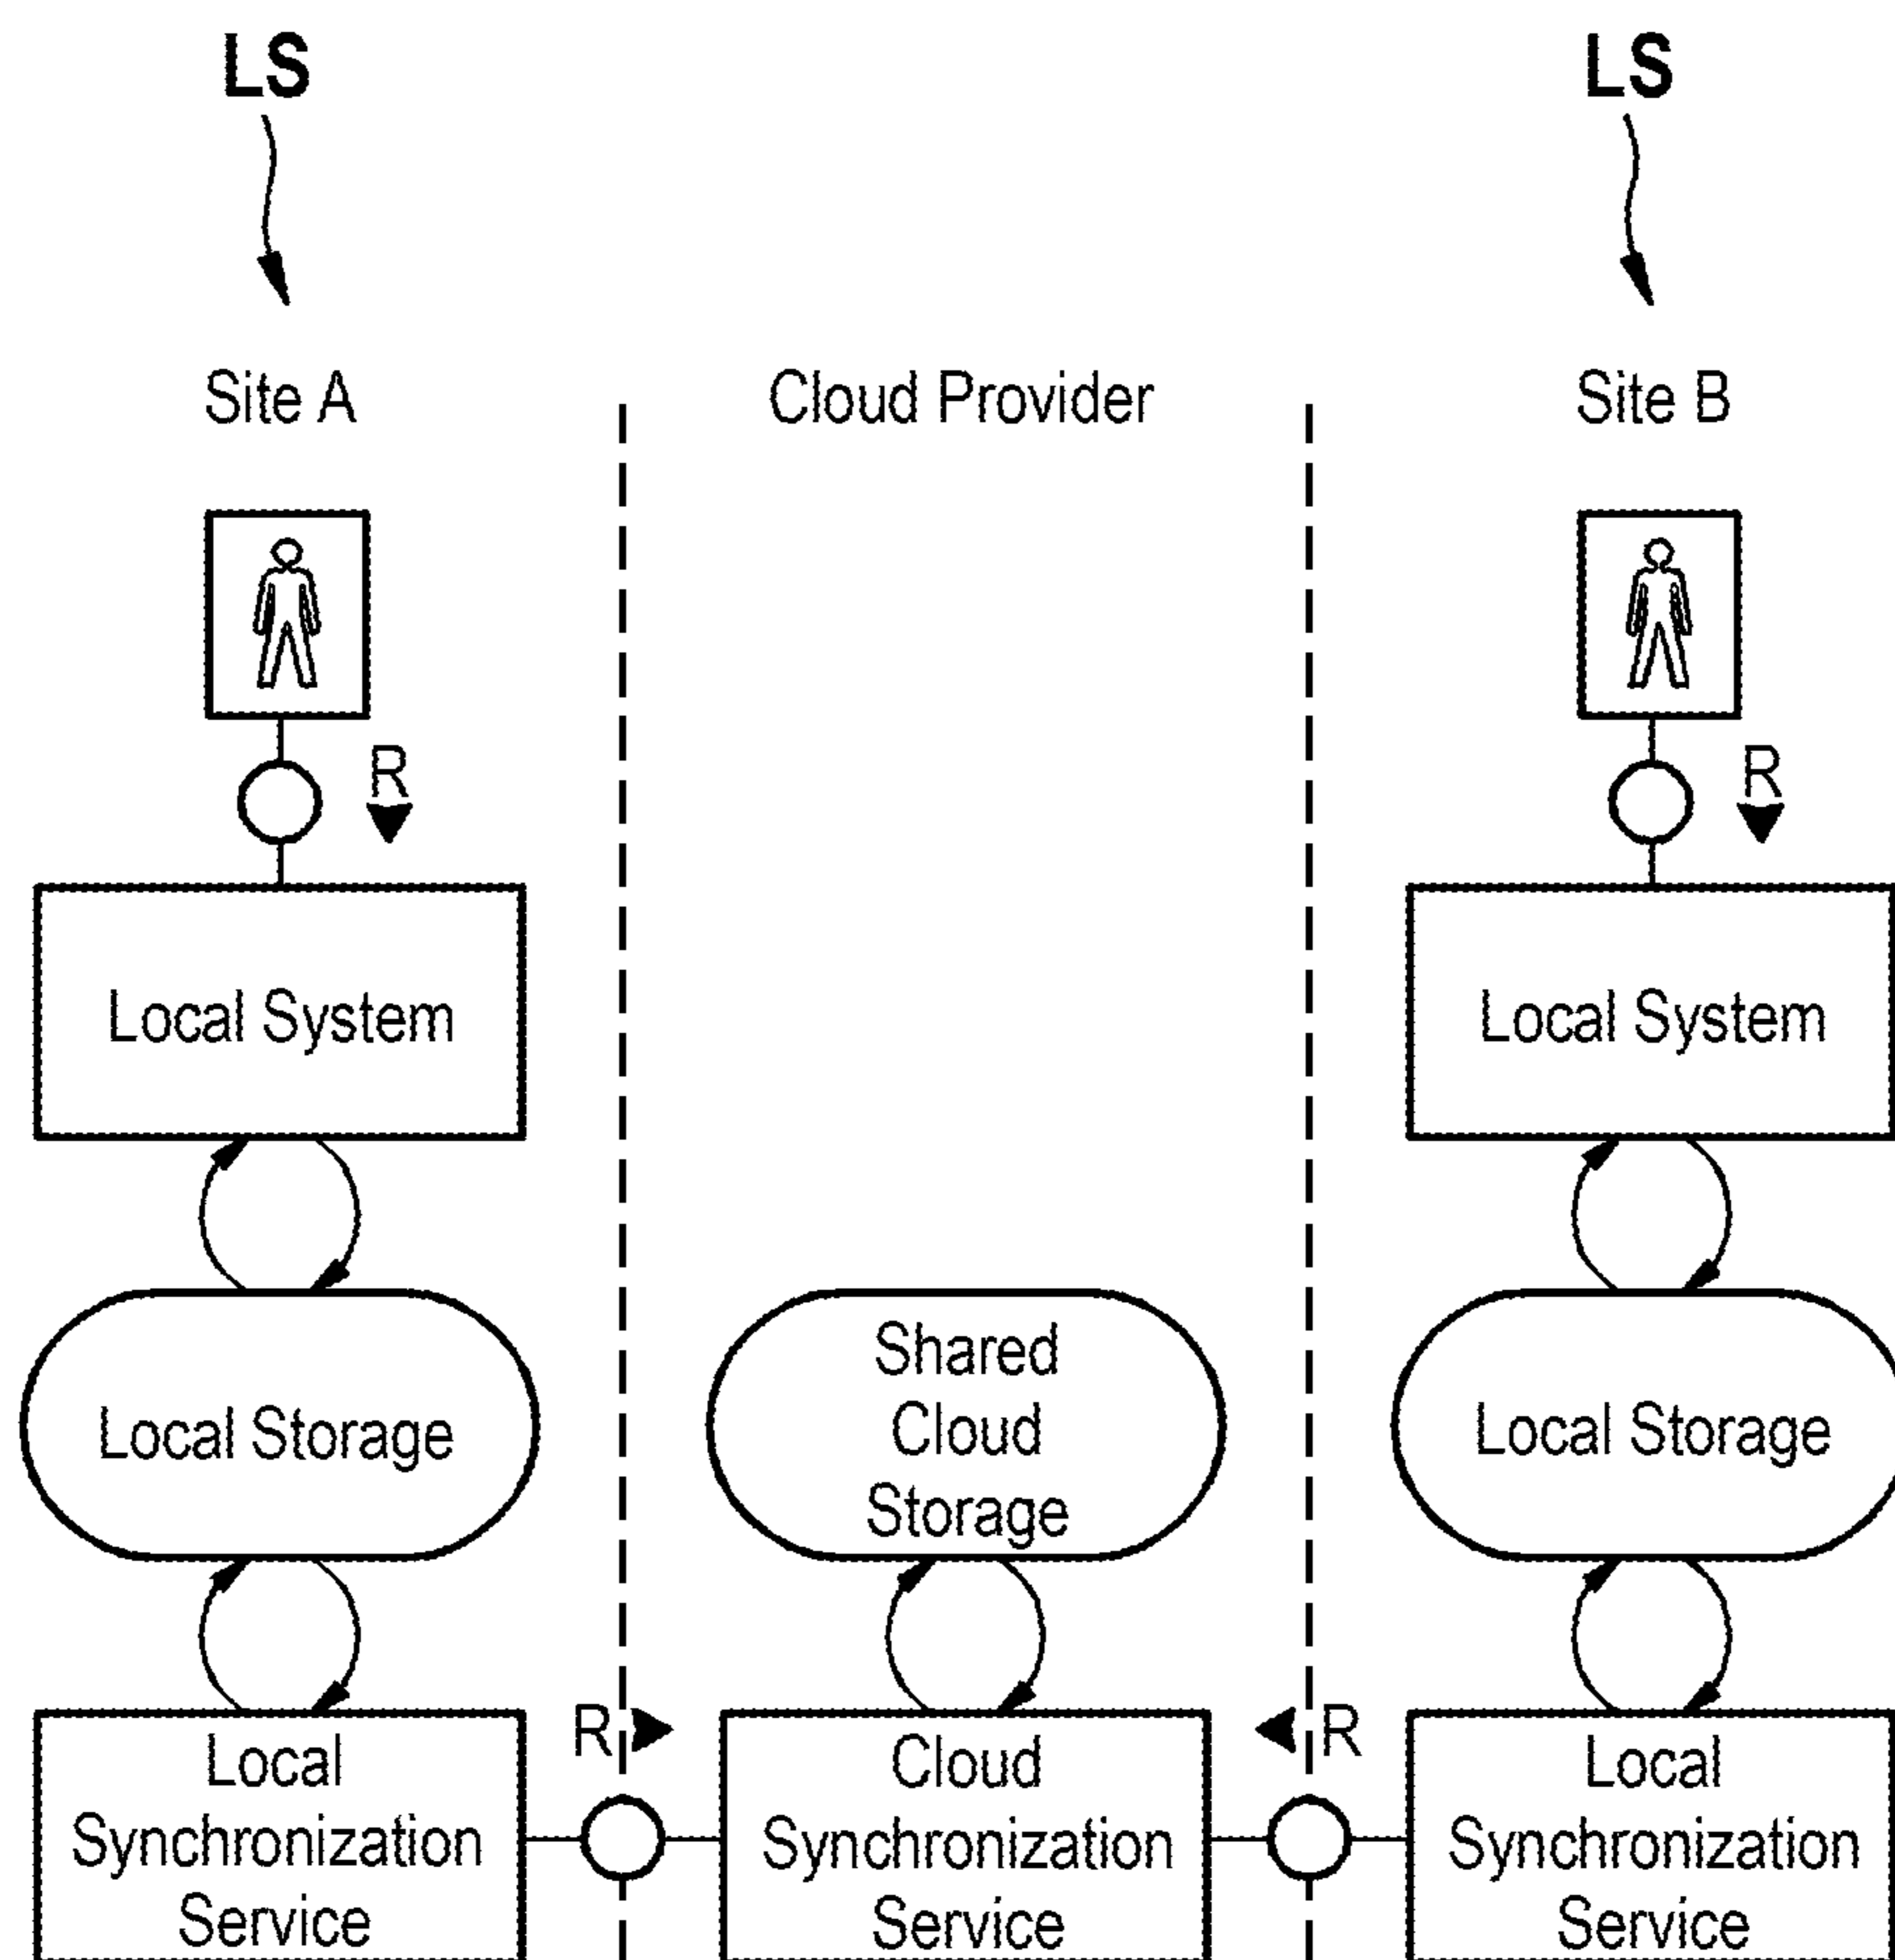 LS
LS
Site A
Cloud Provider
Site B
R
R
Local System
Local System
Local Storage
Shared
Cloud
Storage
Local Storage
R
R
Local
Synchronization
Service
Cloud
Synchronization
Service
Local
Synchronization
Service